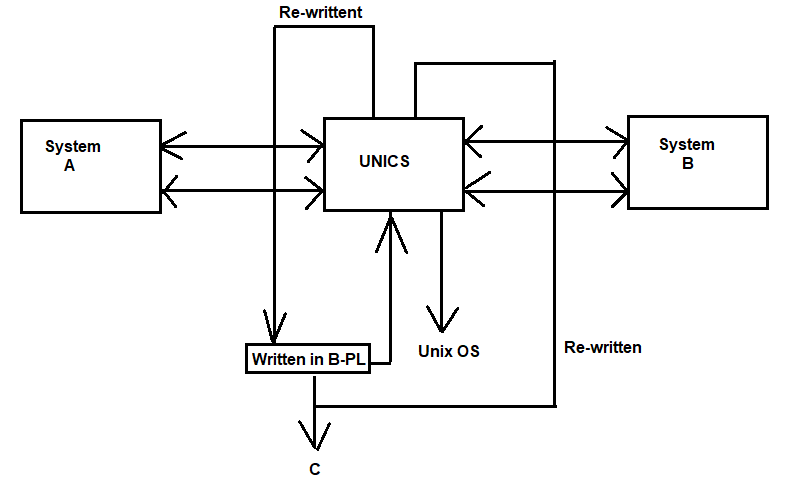 Re-writtent
System
A
UNICS
System
B
Written in B-PL
Unix OS
Re-written
C